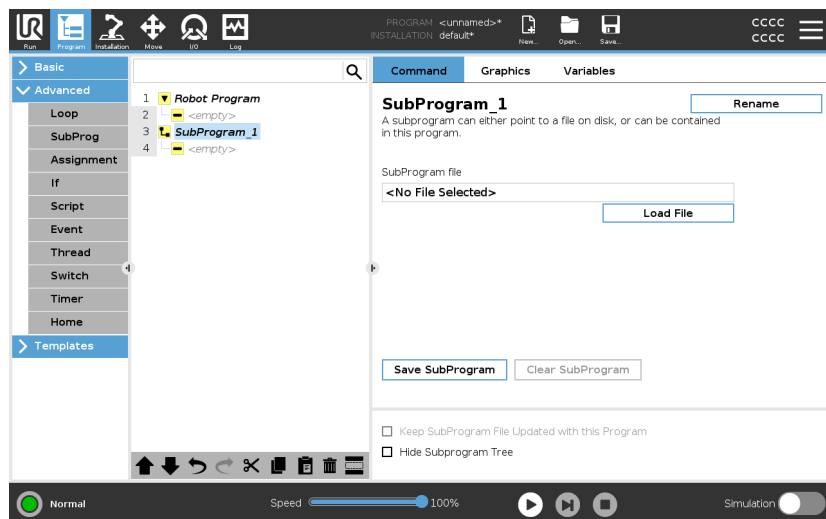 PROGRAM <unnamed>*
INSTALLATION default*
CCCC
CCCC
Run
Program
Installation
Move
I/O
Log
New...
Open...
Save...
Basic
Advanced
Loop
SubProg
Assignment
If
Script
Event
Thread
Switch
Timer
Home
Templates
1 Robot Program
2 <empty>
3 SubProgram_1
4 <empty>
Command Graphics Variables
SubProgram_1
Rename
A subprogram can either point to a file on disk, or can be contained
in this program.
SubProgram file
<No File Selected>
Load File
Save SubProgram
Clear SubProgram
Keep SubProgram File Updated with this Program
Hide Subprogram Tree
Normal
Speed
100%
Simulation